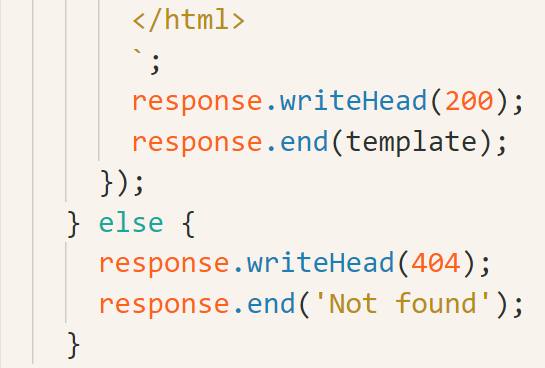 </html>
`;
response.writeHead(200);
response.end(template);
});
} else {
response.writeHead(404);
response.end('Not found');
}